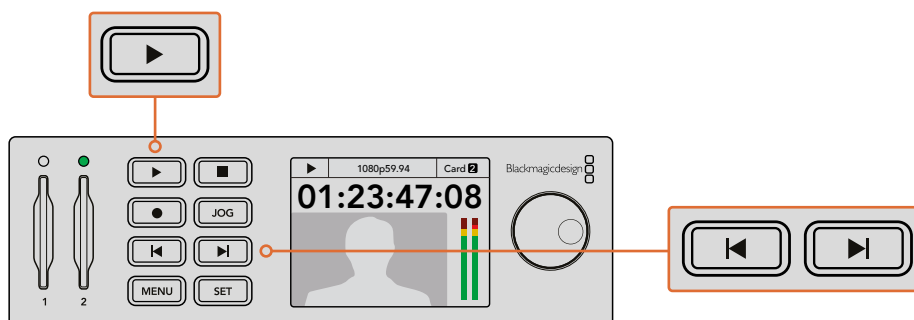 1080p59.94
Card 2
Blackmagicdesign
01:23:47:08
JOG
MENU
SET
1
2